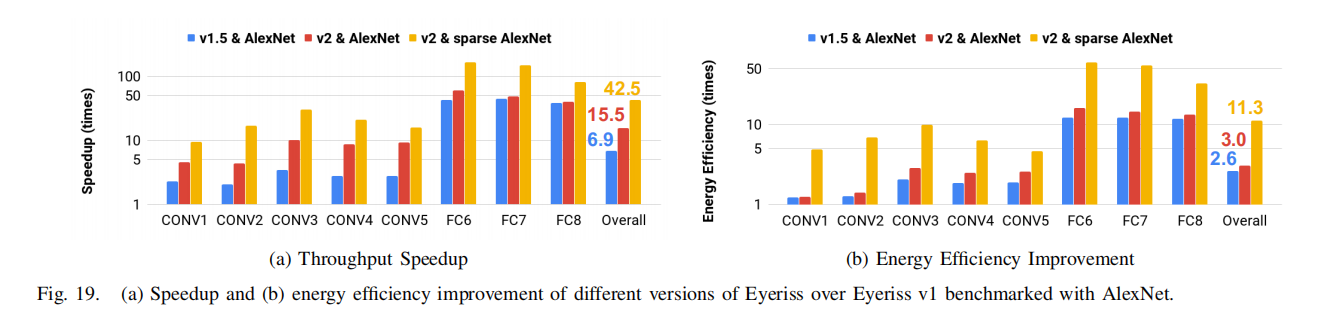 v1.5 & AlexNet v2 & AlexNet v2 & sparse AlexNet
Speedup (times)
100
50
10
5
1
42.5
15.5
6.9
CONV1 CONV2 CONV3 CONV4 CONV5 FC6 FC7 FC8 Overall
(a) Throughput Speedup
v1.5 & AlexNet v2 & AlexNet v2 & sparse AlexNet
Energy Efficiency (times)
50
10
5
1
11.3
3.0
2.6
CONV1 CONV2 CONV3 CONV4 CONV5 FC6 FC7 FC8 Overall
(b) Energy Efficiency Improvement
Fig. 19. (a) Speedup and (b) energy efficiency improvement of different versions of Eyeriss over Eyeriss v1 benchmarked with AlexNet.